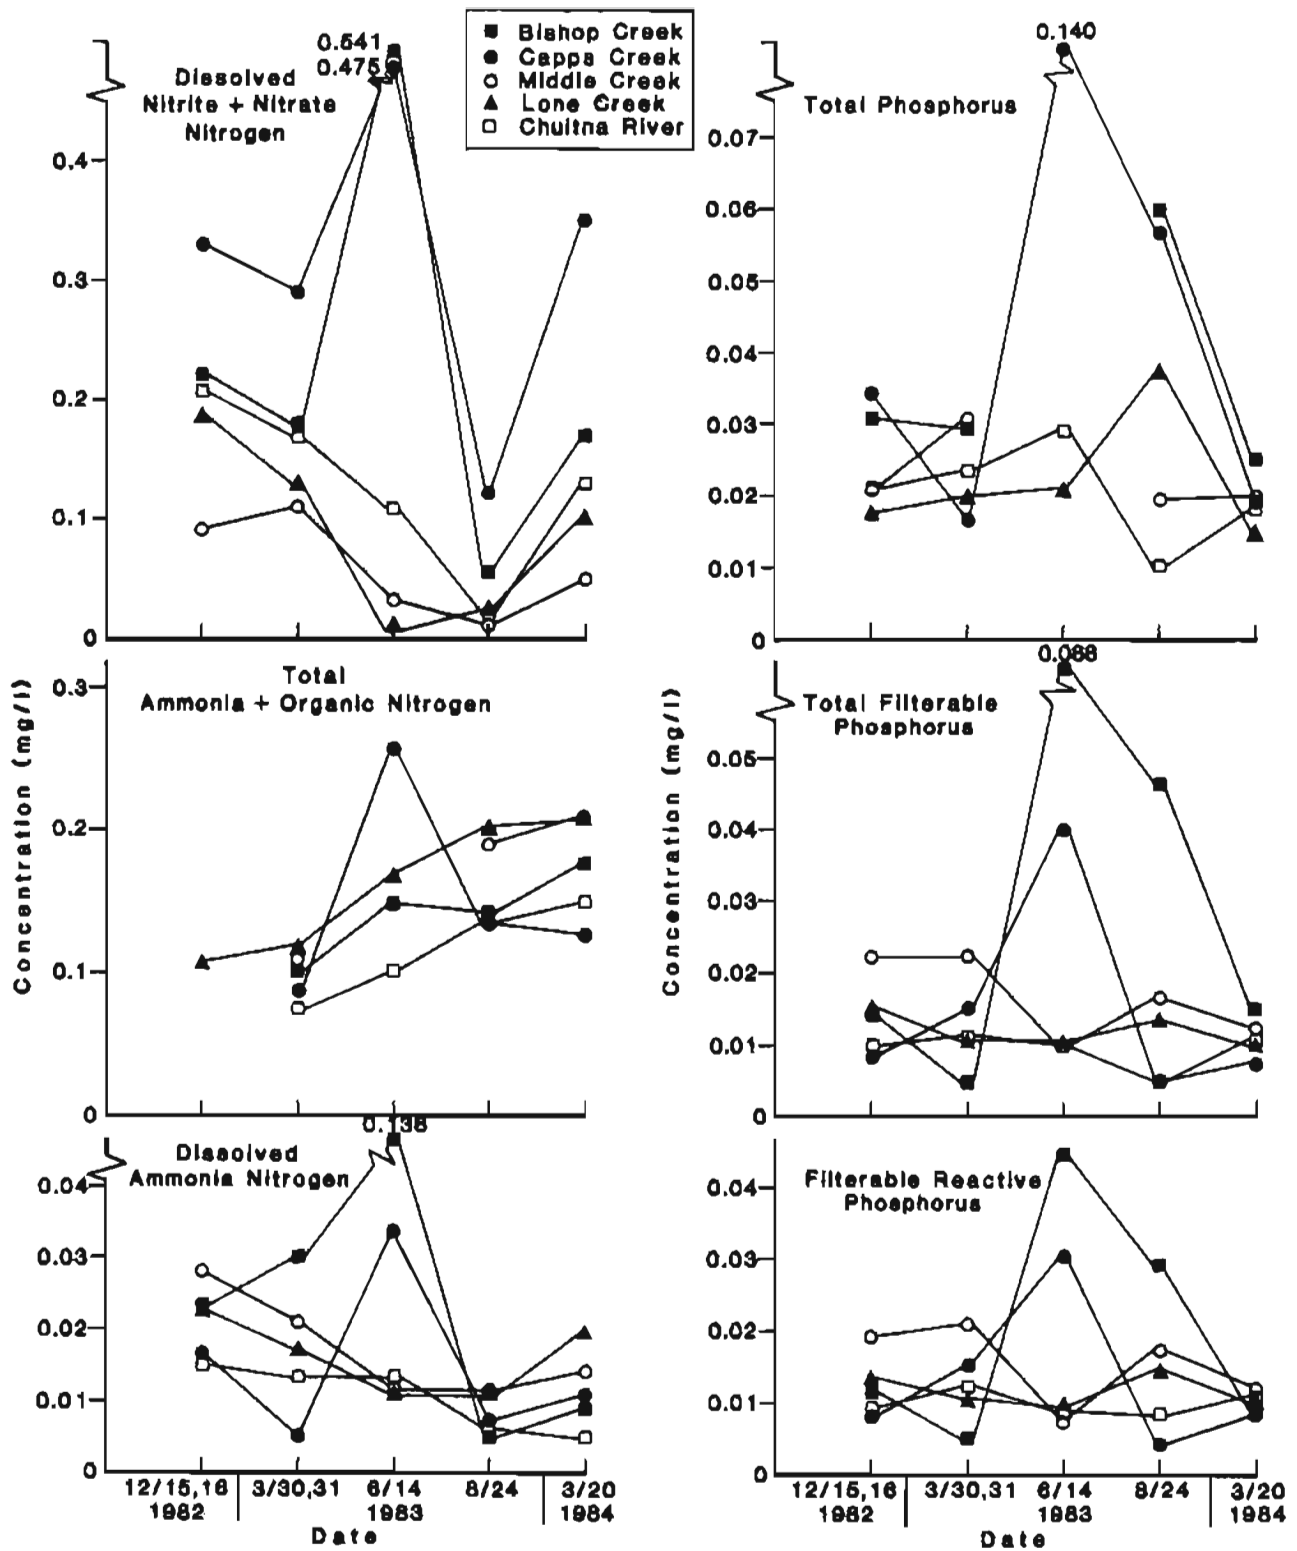 Bishop Creek
Capps Creek
Middle Creek
Lone Creek
Chuitna River
0.541
0.475
Dissolved
Nitrite + Nitrate
Nitrogen
0.4
0.3
0.2
0.1
0
0.140
Total Phosphorus
0.07
0.06
0.05
0.04
0.03
0.02
0.01
0
Total
Ammonia + Organic Nitrogen
0.3
0.2
0.1
0
Concentration (mg/l)
Total Filterable
Phosphorus
0.05
0.04
0.03
0.02
0.01
0
Concentration (mg/l)
0.138
Dissolved
Ammonia Nitrogen
0.04
0.03
0.02
0.01
0
12/15,16 3/30,31 6/14 8/24 3/20
1982 1983 1984
Date
Filterable Reactive
Phosphorus
0.04
0.03
0.02
0.01
0
12/15,16 3/30,31 6/14 8/24 3/20
1982 1983 1984
Date